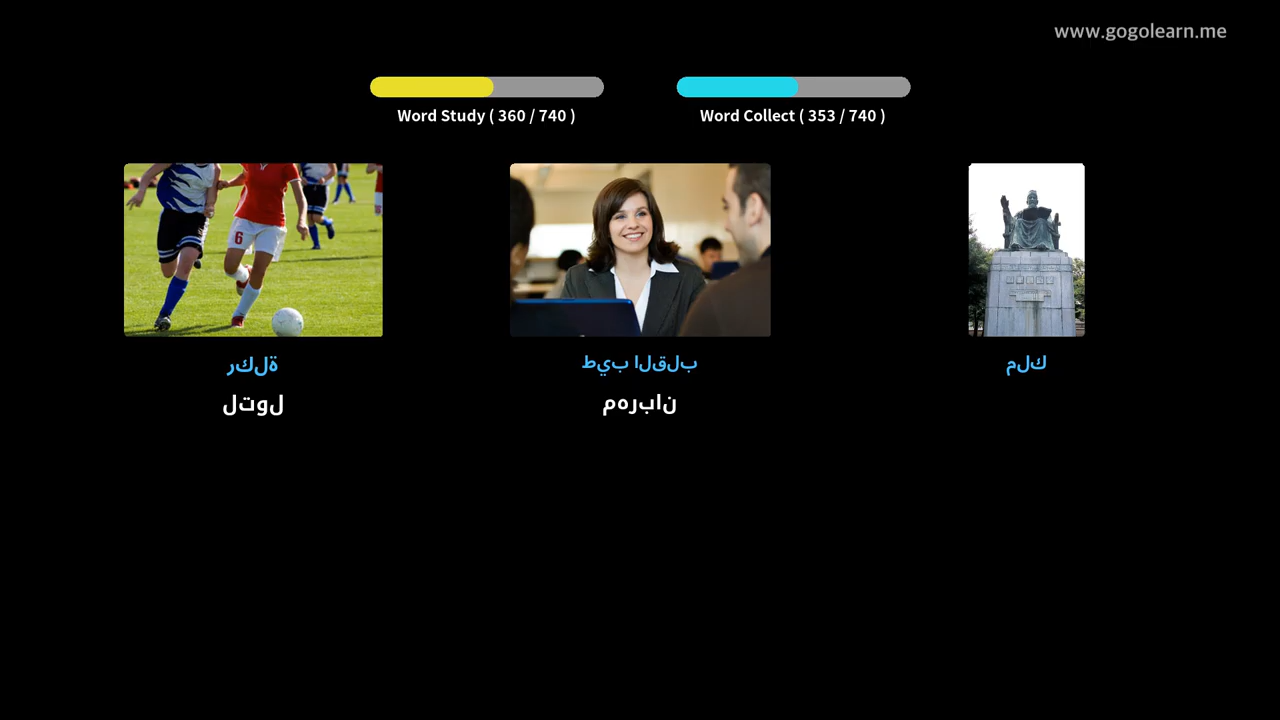 www.gogolearn.me
Word Study ( 360 / 740 )
Word Collect ( 353 / 740 )
ركلة
طيب القلب
ملك
لتول
مهربان